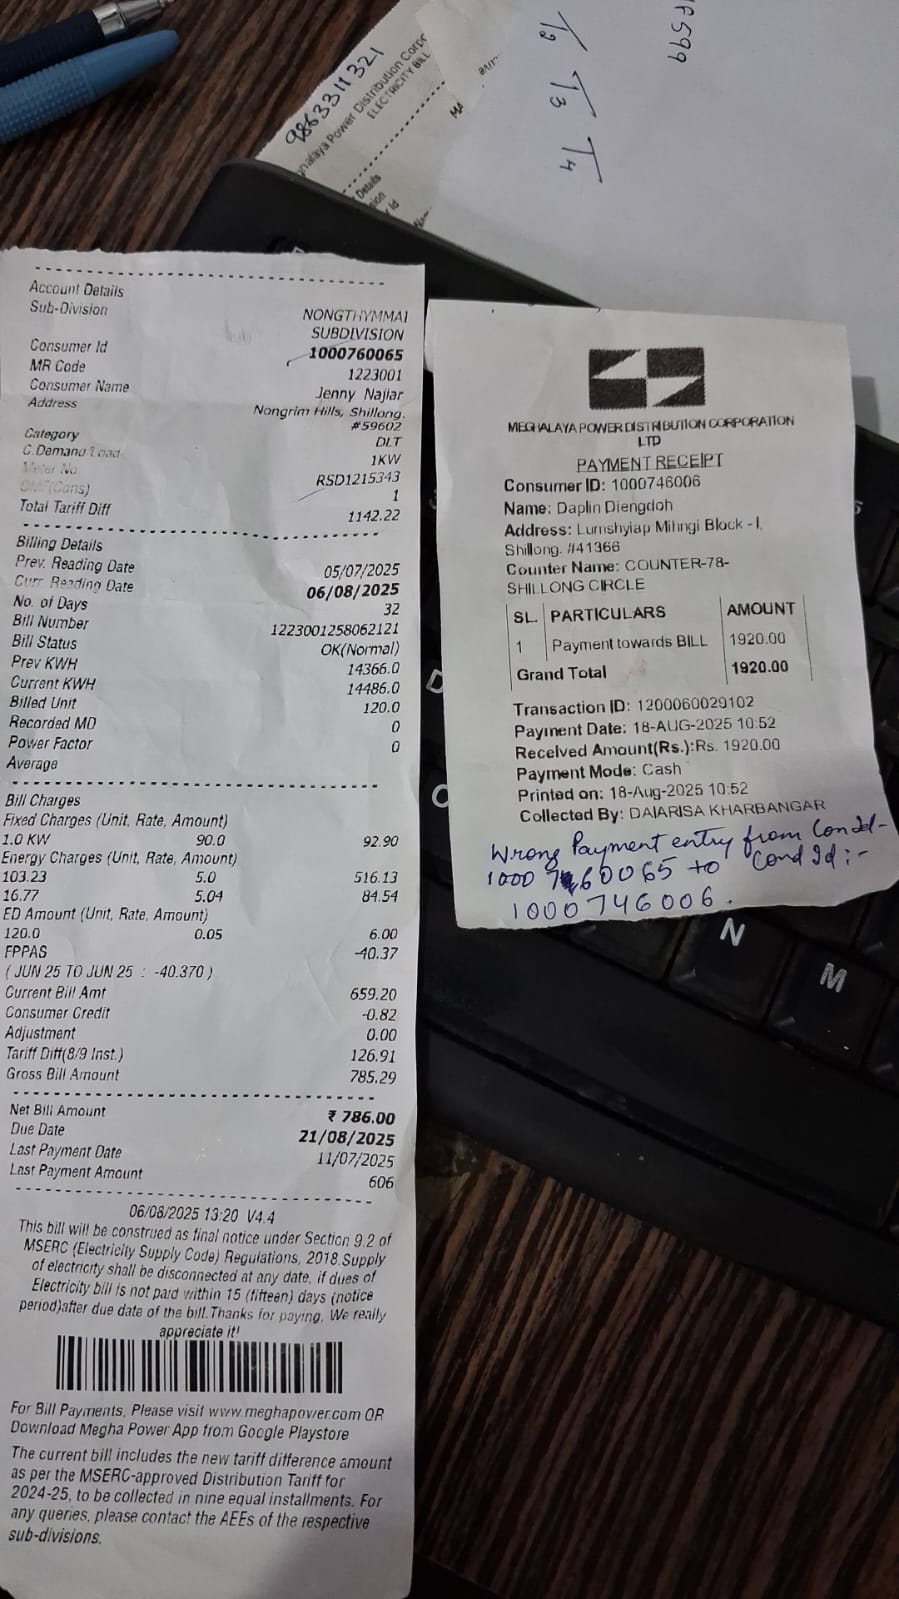 9863311321
Meghalaya Power Distribution Corpor
ELECTRICITY BILL
Details
T2 T3 T4
Account Details
Sub-Division NONGTHYMMAI
SUBDIVISION
Consumer Id 1000760065
MR Code 1223001
Consumer Name Jenny Najiar
Address Nongrim Hills, Shillong.
#59602
Category DLT
C.Demand Load 1KW
Meter No. RSD1215343
OMF(Cons) 1
Total Tariff Diff 1142.22
Billing Details
Prev. Reading Date 05/07/2025
Curr. Reading Date 06/08/2025
No. of Days 32
Bill Number 1223001258062121
Bill Status OK(Normal)
Prev KWH 14366.0
Current KWH 14486.0
Billed Unit 120.0
Recorded MD 0
Power Factor 0
Average
Bill Charges
Fixed Charges (Unit, Rate, Amount)
1.0 KW 90.0 92.90
Energy Charges (Unit, Rate, Amount)
103.23 5.0 516.13
16.77 5.04 84.54
ED Amount (Unit, Rate, Amount)
120.0 0.05 6.00
FPPAS -40.37
( JUN 25 TO JUN 25 : -40.370 )
Current Bill Amt 659.20
Consumer Credit -0.82
Adjustment 0.00
Tariff Diff(8/9 Inst.) 126.91
Gross Bill Amount 785.29
Net Bill Amount ₹ 786.00
Due Date 21/08/2025
Last Payment Date 11/07/2025
Last Payment Amount 606
06/08/2025 13:20 V4.4
This bill will be construed as final notice under Section 9.2 of
MSERC (Electricity Supply Code) Regulations, 2018.Supply
of electricity shall be disconnected at any date, if dues of
Electricity bill is not paid within 15 (fifteen) days (notice
period)after due date of the bill.Thanks for paying, We really
appreciate it!
For Bill Payments, Please visit www.meghapower.com OR
Download Megha Power App from Google Playstore
The current bill includes the new tariff difference amount
as per the MSERC-approved Distribution Tariff for
2024-25, to be collected in nine equal installments. For
any queries, please contact the AEEs of the respective
sub-divisions.
MEGHALAYA POWER DISTRIBUTION CORPORATION
LTD
PAYMENT RECEIPT
Consumer ID: 1000746006
Name: Daplin Diengdoh
Address: Lumshyiap Mihngi Block - I,
Shillong. #41366
Counter Name: COUNTER-78-
SHILLONG CIRCLE
SL. PARTICULARS AMOUNT
1 Payment towards BILL 1920.00
Grand Total 1920.00
Transaction ID: 1200060029102
Payment Date: 18-AUG-2025 10:52
Received Amount(Rs.):Rs. 1920.00
Payment Mode: Cash
Printed on: 18-Aug-2025 10:52
Collected By: DAIARISA KHARBANGAR
Wrong Payment entry from Con Id-
1000760065 to Cond Id :-
1000746006.
D
C
N
M